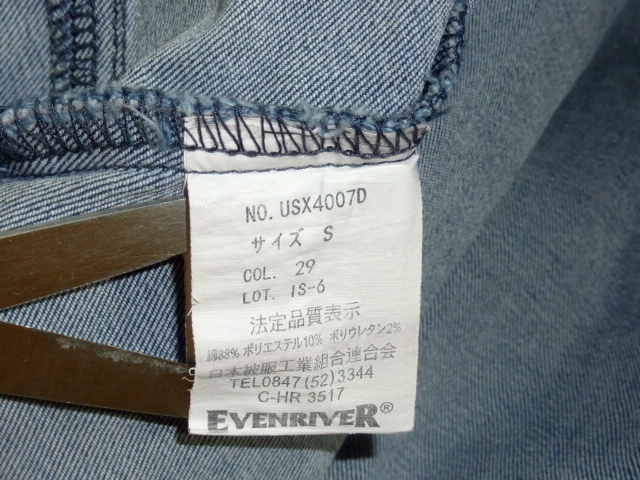 NO. USX4007D
サイズ S
COL. 29
LOT. IS-6
法定品質表示
綿88% ポリエステル10% ポリウレタン2%
日本被服工業組合連合会
TEL0847(52)3344
C-HR 3517
EVENRIVER®